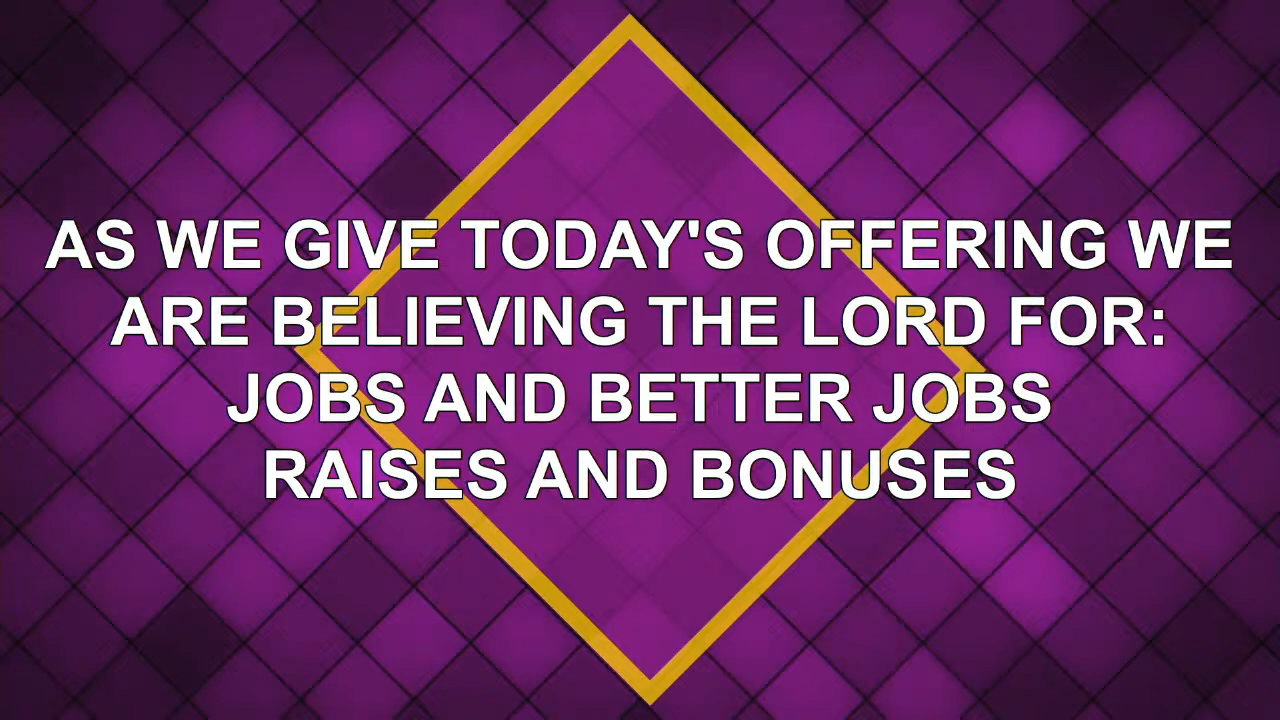 AS WE GIVE TODAY'S OFFERING WE
ARE BELIEVING THE LORD FOR:
JOBS AND BETTER JOBS
RAISES AND BONUSES